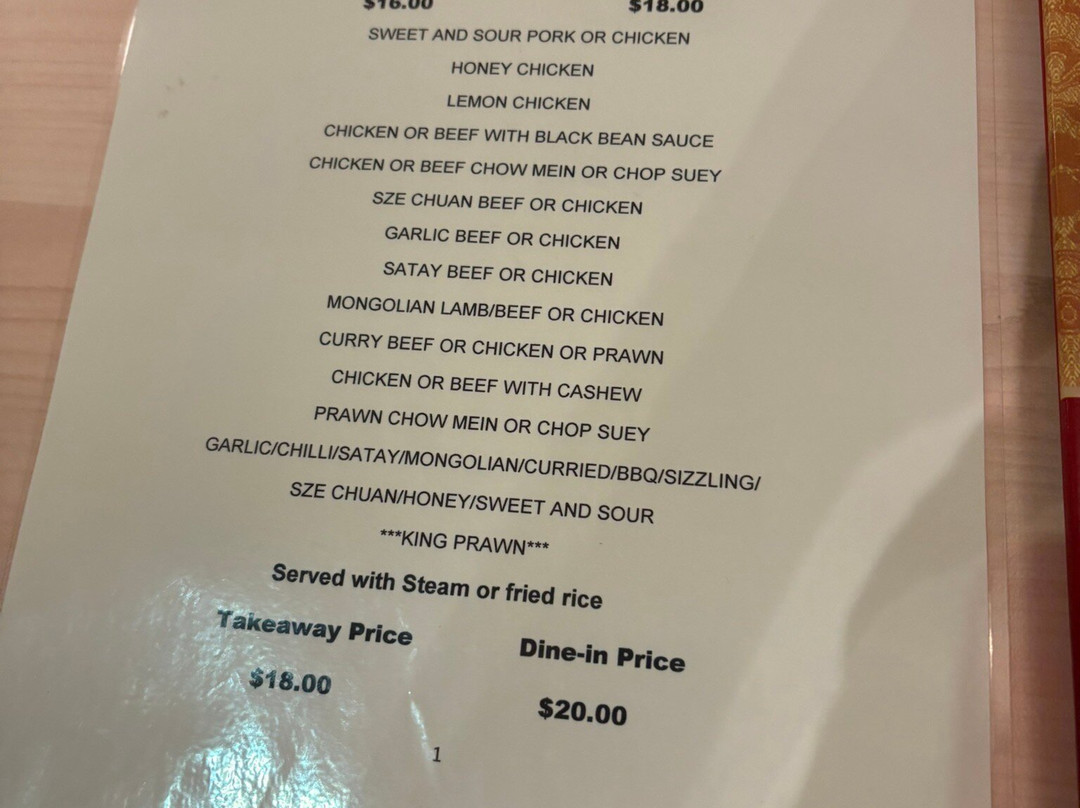 $16.00 $18.00
SWEET AND SOUR PORK OR CHICKEN
HONEY CHICKEN
LEMON CHICKEN
CHICKEN OR BEEF WITH BLACK BEAN SAUCE
CHICKEN OR BEEF CHOW MEIN OR CHOP SUEY
SZE CHUAN BEEF OR CHICKEN
GARLIC BEEF OR CHICKEN
SATAY BEEF OR CHICKEN
MONGOLIAN LAMB/BEEF OR CHICKEN
CURRY BEEF OR CHICKEN OR PRAWN
CHICKEN OR BEEF WITH CASHEW
PRAWN CHOW MEIN OR CHOP SUEY
GARLIC/CHILLI/SATAY/MONGOLIAN/CURRIED/BBQ/SIZZLING/
SZE CHUAN/HONEY/SWEET AND SOUR
***KING PRAWN***
Served with Steam or fried rice
Takeaway Price Dine-in Price
$18.00 $20.00
1